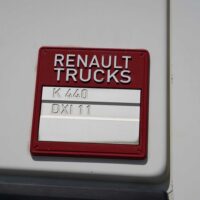 RENAULT
TRUCKS
K 440
DXI 11